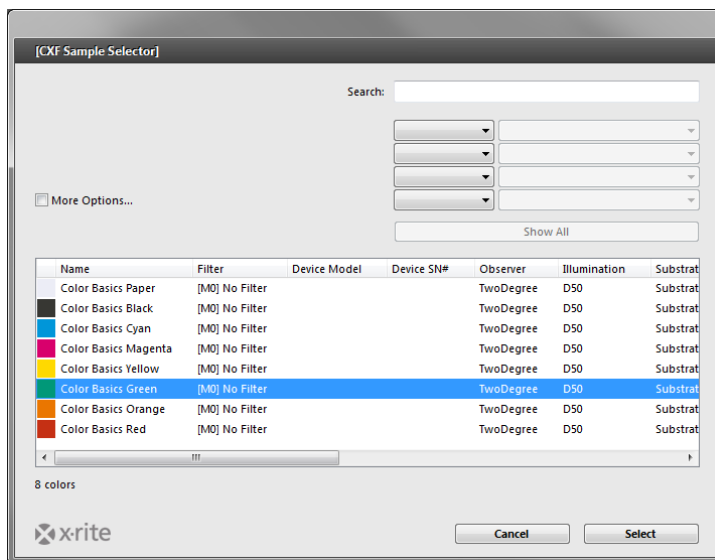 [CXF Sample Selector]
Search:
More Options...
Show All
Name Filter Device Model Device SN# Observer Illumination Substrat
Color Basics Paper [M0] No Filter TwoDegree D50 Substrat
Color Basics Black [M0] No Filter TwoDegree D50 Substrat
Color Basics Cyan [M0] No Filter TwoDegree D50 Substrat
Color Basics Magenta [M0] No Filter TwoDegree D50 Substrat
Color Basics Yellow [M0] No Filter TwoDegree D50 Substrat
Color Basics Green [M0] No Filter TwoDegree D50 Substrat
Color Basics Orange [M0] No Filter TwoDegree D50 Substrat
Color Basics Red [M0] No Filter TwoDegree D50 Substrat
8 colors
x·rite Cancel Select